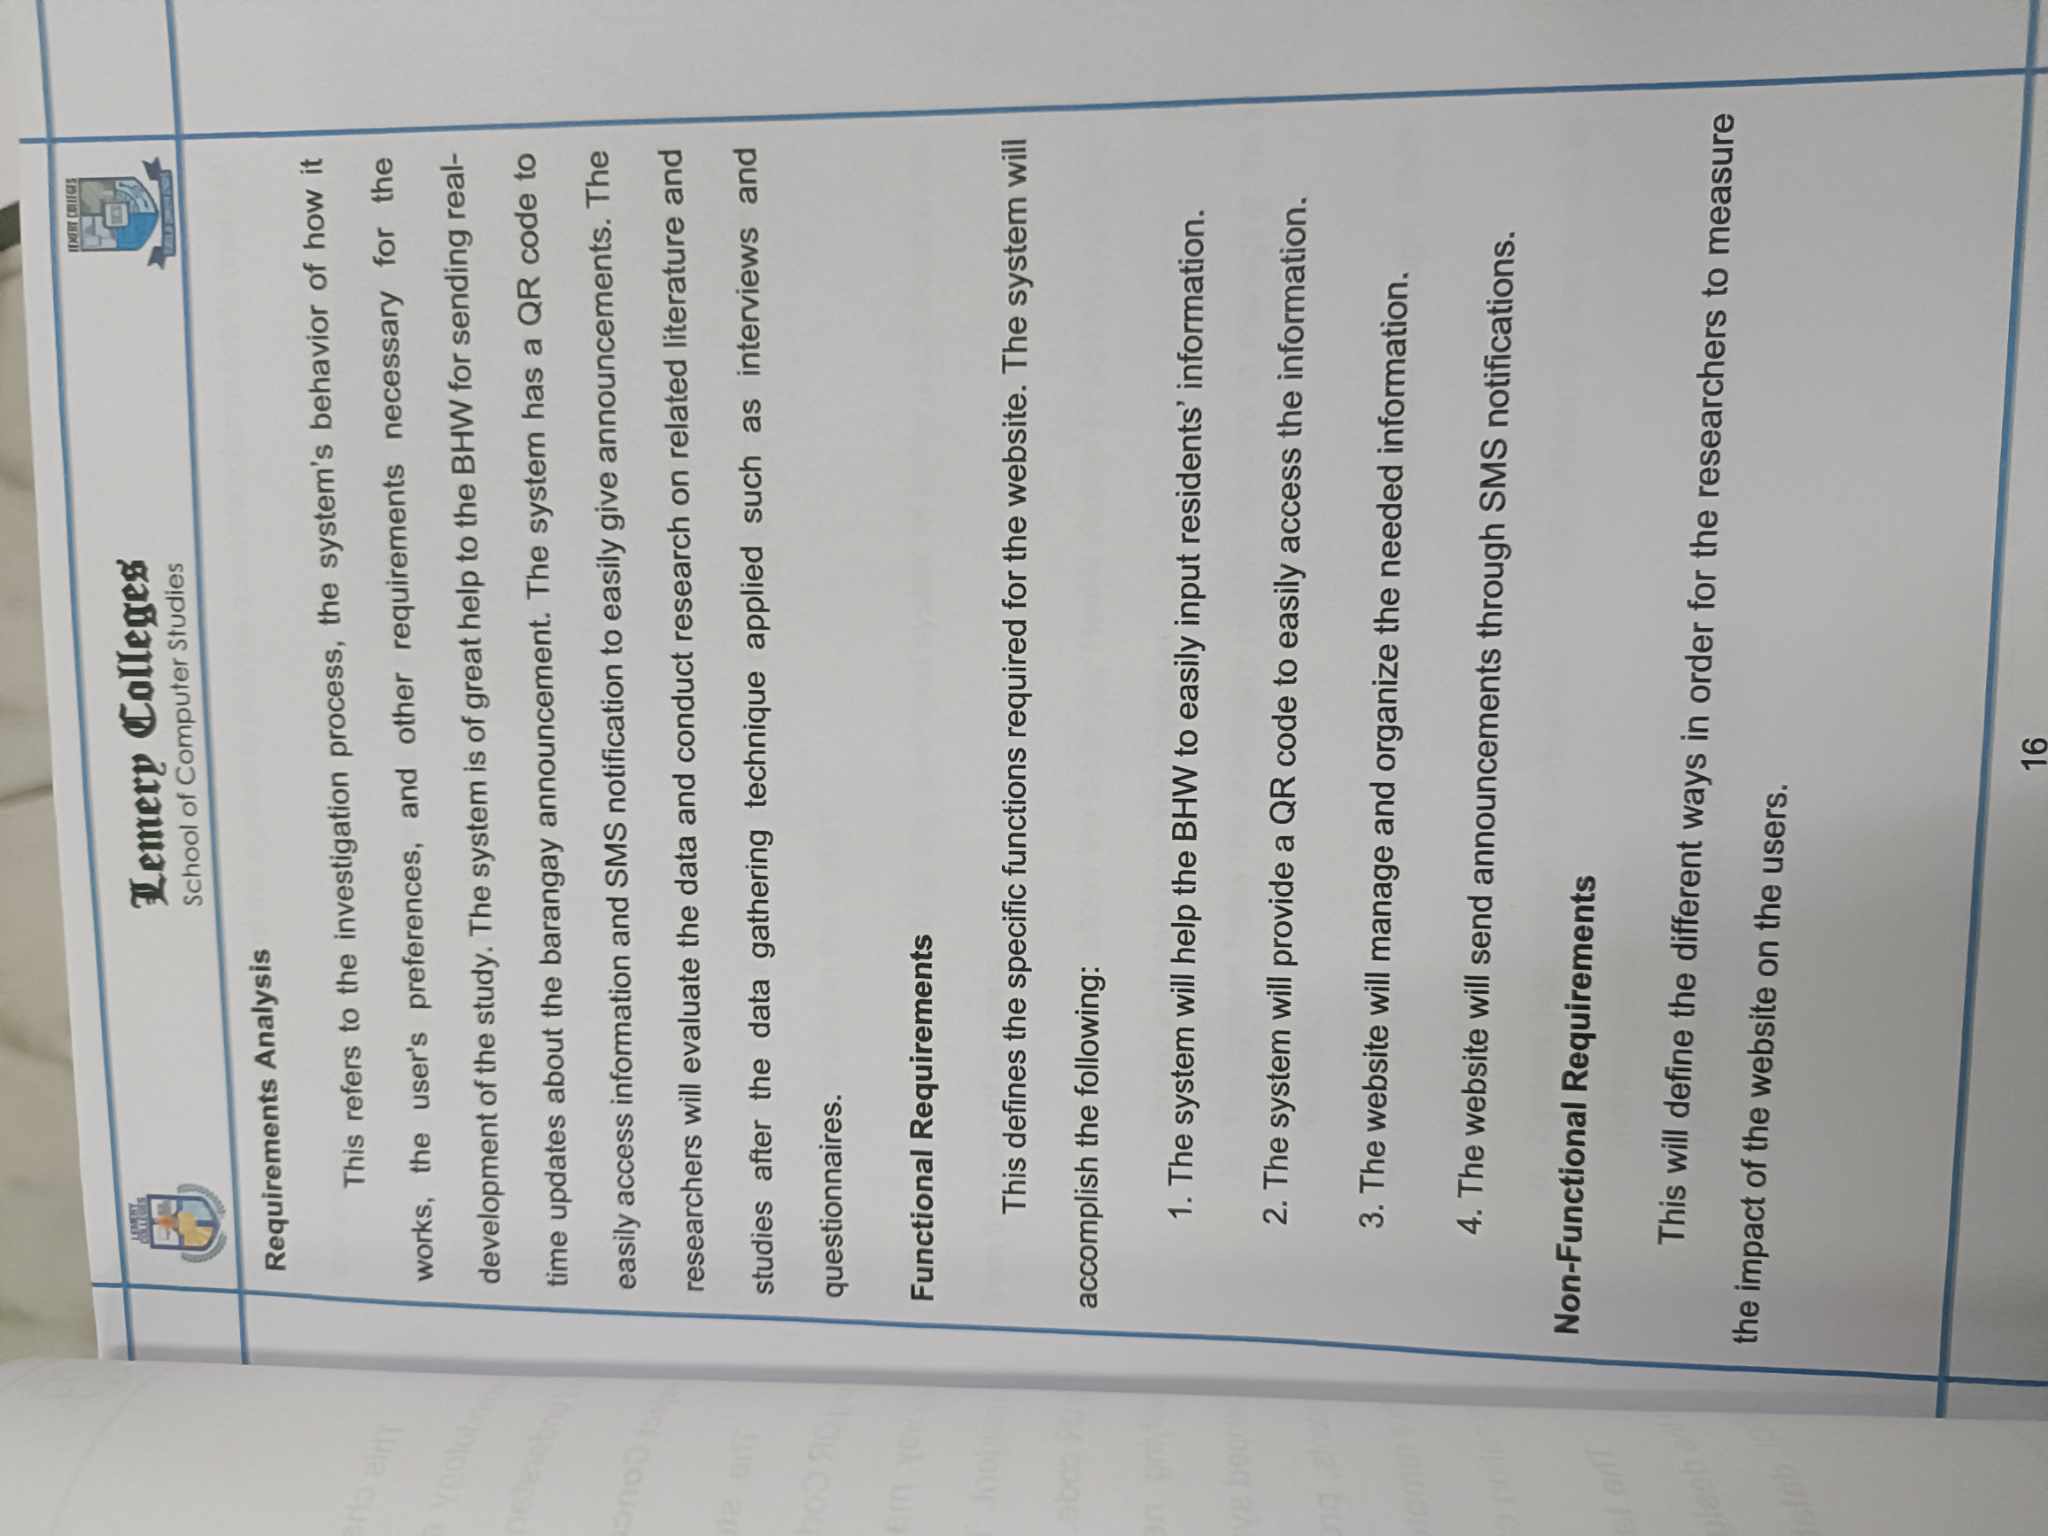 LEMERY COLLEGES
Lemery Colleges
School of Computer Studies
LEMERY COLLEGES
Requirements Analysis
This refers to the investigation process, the system's behavior of how it
works, the user's preferences, and other requirements necessary for the
development of the study. The system is of great help to the BHW for sending real-
time updates about the barangay announcement. The system has a QR code to
easily access information and SMS notification to easily give announcements. The
researchers will evaluate the data and conduct research on related literature and
studies after the data gathering technique applied such as interviews and
questionnaires.
Functional Requirements
This defines the specific functions required for the website. The system will
accomplish the following:
1. The system will help the BHW to easily input residents’ information.
2. The system will provide a QR code to easily access the information.
3. The website will manage and organize the needed information.
4. The website will send announcements through SMS notifications.
Non-Functional Requirements
This will define the different ways in order for the researchers to measure
the impact of the website on the users.
16